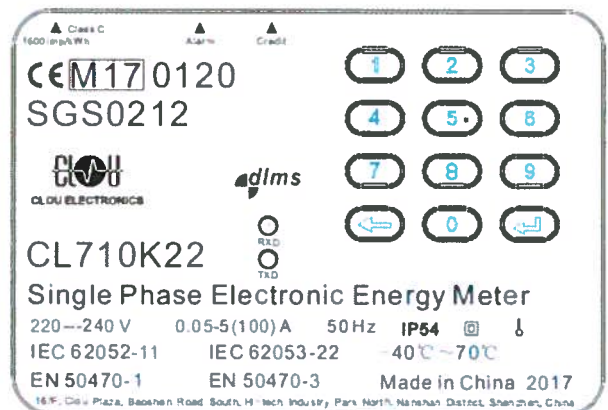 Class C
1600 imp/kWh
Alarm
Credit
CE M17 0120
SGS0212
1 2 3
4 5 6
7 8 9
0
CLOU
CLOU ELECTRONICS
dlms
RXD
TXD
CL710K22
Single Phase Electronic Energy Meter
220---240 V 0.05-5(100) A 50Hz IP54
IEC 62052-11 IEC 62053-22 -40℃~70℃
EN 50470-1 EN 50470-3 Made in China 2017
16/F, Clou Plaza, Baoshen Road South, Hi-tech Industry Park North, Nanshan District, Shenzhen, China